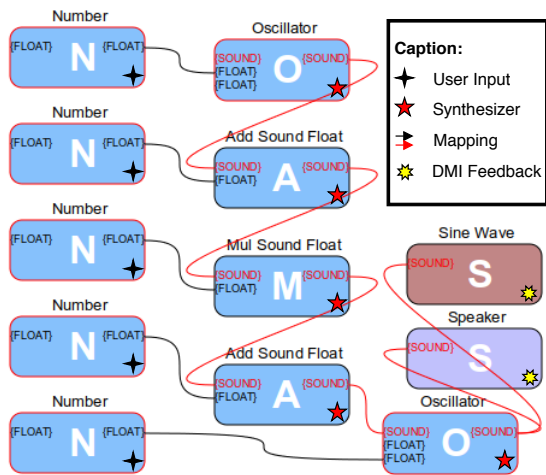 Number
{FLOAT} {FLOAT}
N
Oscillator
{SOUND} {SOUND}
{FLOAT}
{FLOAT}
O
Caption:
User Input
Synthesizer
Mapping
DMI Feedback
Number
{FLOAT} {FLOAT}
N
Add Sound Float
{SOUND} {SOUND}
{FLOAT}
A
Number
{FLOAT} {FLOAT}
N
Mul Sound Float
{SOUND} {SOUND}
{FLOAT}
M
Sine Wave
{SOUND}
S
Number
{FLOAT} {FLOAT}
N
Add Sound Float
{SOUND} {SOUND}
{FLOAT}
A
Speaker
{SOUND}
S
Number
{FLOAT} {FLOAT}
N
Oscillator
{SOUND} {SOUND}
{FLOAT}
{FLOAT}
O